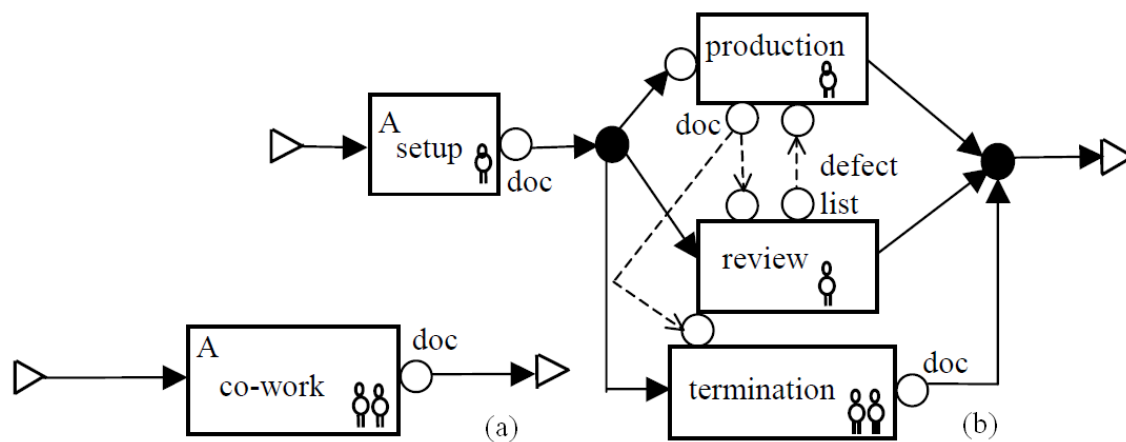 production
A
setup
doc
doc
defect
list
review
A
co-work
doc
termination
doc
(a)
(b)